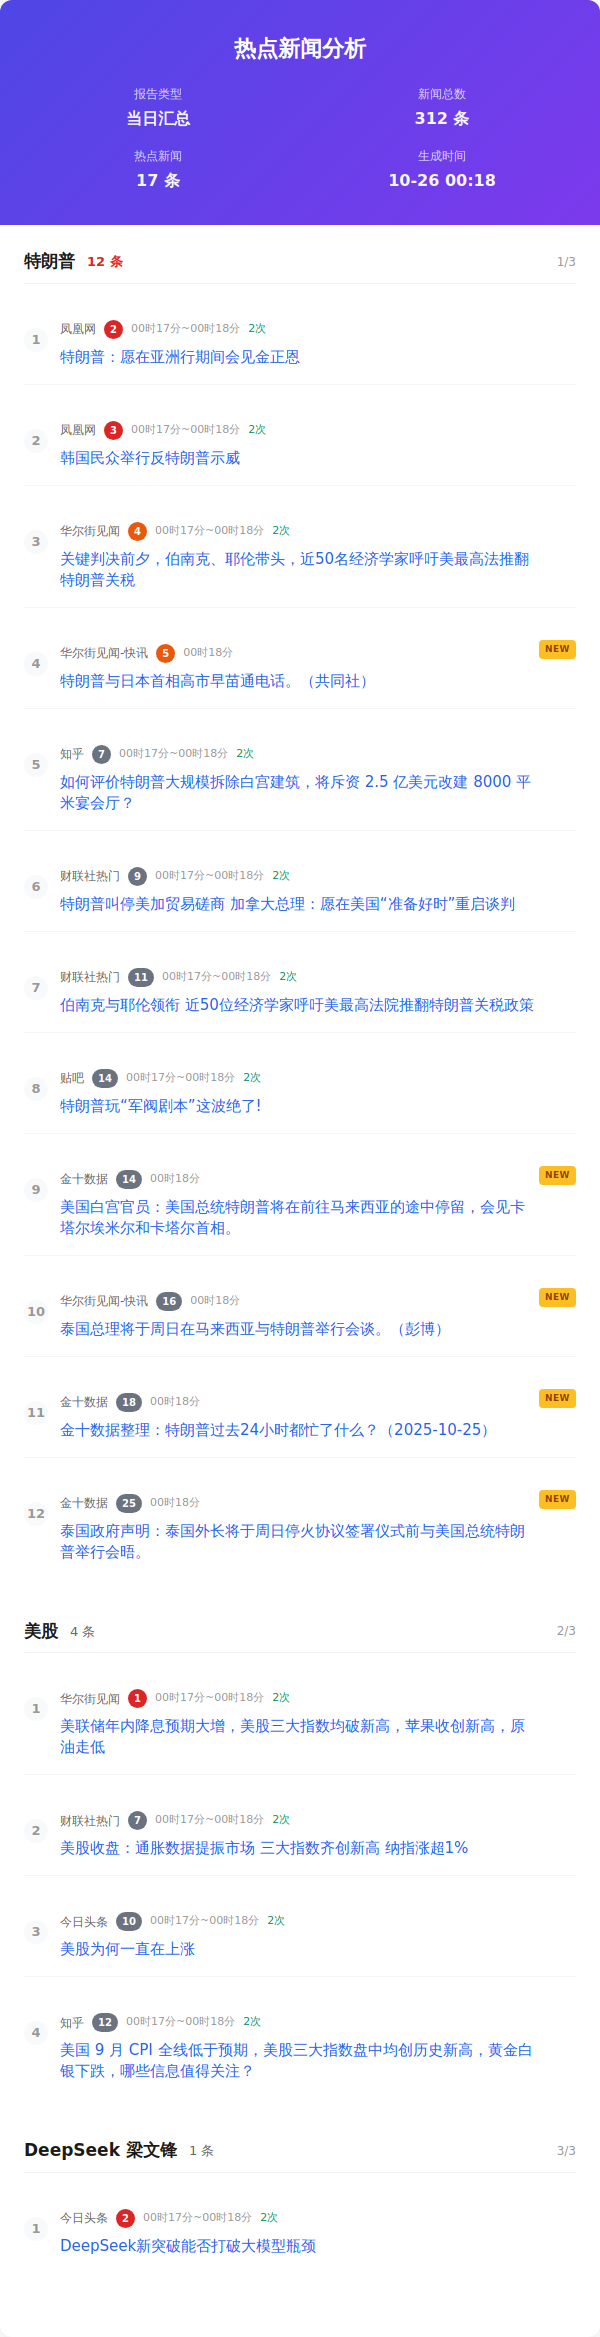 热点新闻分析
报告类型
当日汇总
新闻总数
312 条
热点新闻
17 条
生成时间
10-26 00:18
特朗普 12 条 1/3
1
凤凰网 2 00时17分~00时18分 2次
特朗普：愿在亚洲行期间会见金正恩
2
凤凰网 3 00时17分~00时18分 2次
韩国民众举行反特朗普示威
3
华尔街见闻 4 00时17分~00时18分 2次
关键判决前夕，伯南克、耶伦带头，近50名经济学家呼吁美最高法推翻
特朗普关税
4
华尔街见闻-快讯 5 00时18分 NEW
特朗普与日本首相高市早苗通电话。（共同社）
5
知乎 7 00时17分~00时18分 2次
如何评价特朗普大规模拆除白宫建筑，将斥资 2.5 亿美元改建 8000 平
米宴会厅？
6
财联社热门 9 00时17分~00时18分 2次
特朗普叫停美加贸易磋商 加拿大总理：愿在美国“准备好时”重启谈判
7
财联社热门 11 00时17分~00时18分 2次
伯南克与耶伦领衔 近50位经济学家呼吁美最高法院推翻特朗普关税政策
8
贴吧 14 00时17分~00时18分 2次
特朗普玩“军阀剧本”这波绝了!
9
金十数据 14 00时18分 NEW
美国白宫官员：美国总统特朗普将在前往马来西亚的途中停留，会见卡
塔尔埃米尔和卡塔尔首相。
10
华尔街见闻-快讯 16 00时18分 NEW
泰国总理将于周日在马来西亚与特朗普举行会谈。（彭博）
11
金十数据 18 00时18分 NEW
金十数据整理：特朗普过去24小时都忙了什么？（2025-10-25）
12
金十数据 25 00时18分 NEW
泰国政府声明：泰国外长将于周日停火协议签署仪式前与美国总统特朗
普举行会晤。
美股 4 条 2/3
1
华尔街见闻 1 00时17分~00时18分 2次
美联储年内降息预期大增，美股三大指数均破新高，苹果收创新高，原
油走低
2
财联社热门 7 00时17分~00时18分 2次
美股收盘：通胀数据提振市场 三大指数齐创新高 纳指涨超1%
3
今日头条 10 00时17分~00时18分 2次
美股为何一直在上涨
4
知乎 12 00时17分~00时18分 2次
美国 9 月 CPI 全线低于预期，美股三大指数盘中均创历史新高，黄金白
银下跌，哪些信息值得关注？
DeepSeek 梁文锋 1 条 3/3
1
今日头条 2 00时17分~00时18分 2次
DeepSeek新突破能否打破大模型瓶颈